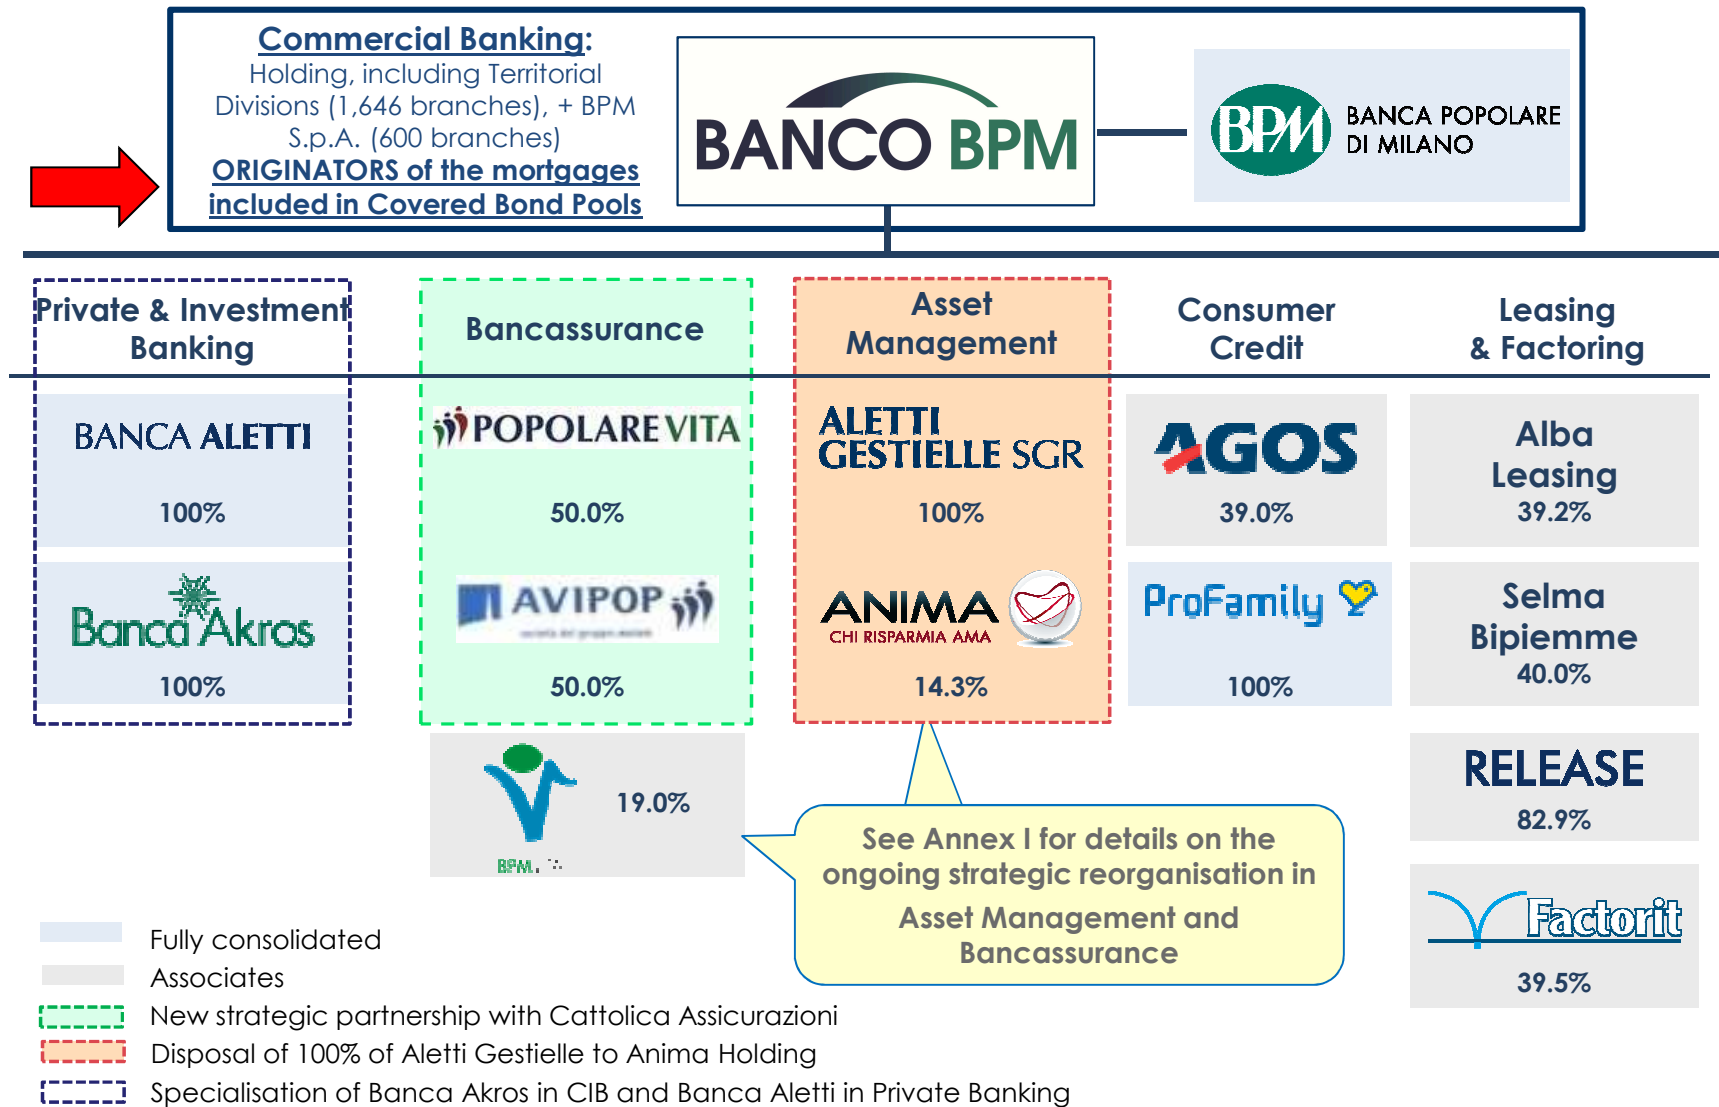 Commercial Banking:
Holding, including Territorial
Divisions (1,646 branches), + BPM
S.p.A. (600 branches)
ORIGINATORS of the mortgages
included in Covered Bond Pools
BANCO BPM
BPM
BANCA POPOLARE
DI MILANO
Private & Investment
Banking
Bancassurance
Asset
Management
Consumer
Credit
Leasing
& Factoring
BANCA ALETTI
100%
POPOLARE VITA
50.0%
ALETTI
GESTIELLE SGR
100%
AGOS
39.0%
Alba
Leasing
39.2%
Banca Akros
100%
AVIPOP
50.0%
ANIMA
CHI RISPARMIA AMA
14.3%
ProFamily
100%
Selma
Bipiemme
40.0%
BPM
19.0%
RELEASE
82.9%
See Annex I for details on the
ongoing strategic reorganisation in
Asset Management and
Bancassurance
Factorit
39.5%
Fully consolidated
Associates
New strategic partnership with Cattolica Assicurazioni
Disposal of 100% of Aletti Gestielle to Anima Holding
Specialisation of Banca Akros in CIB and Banca Aletti in Private Banking